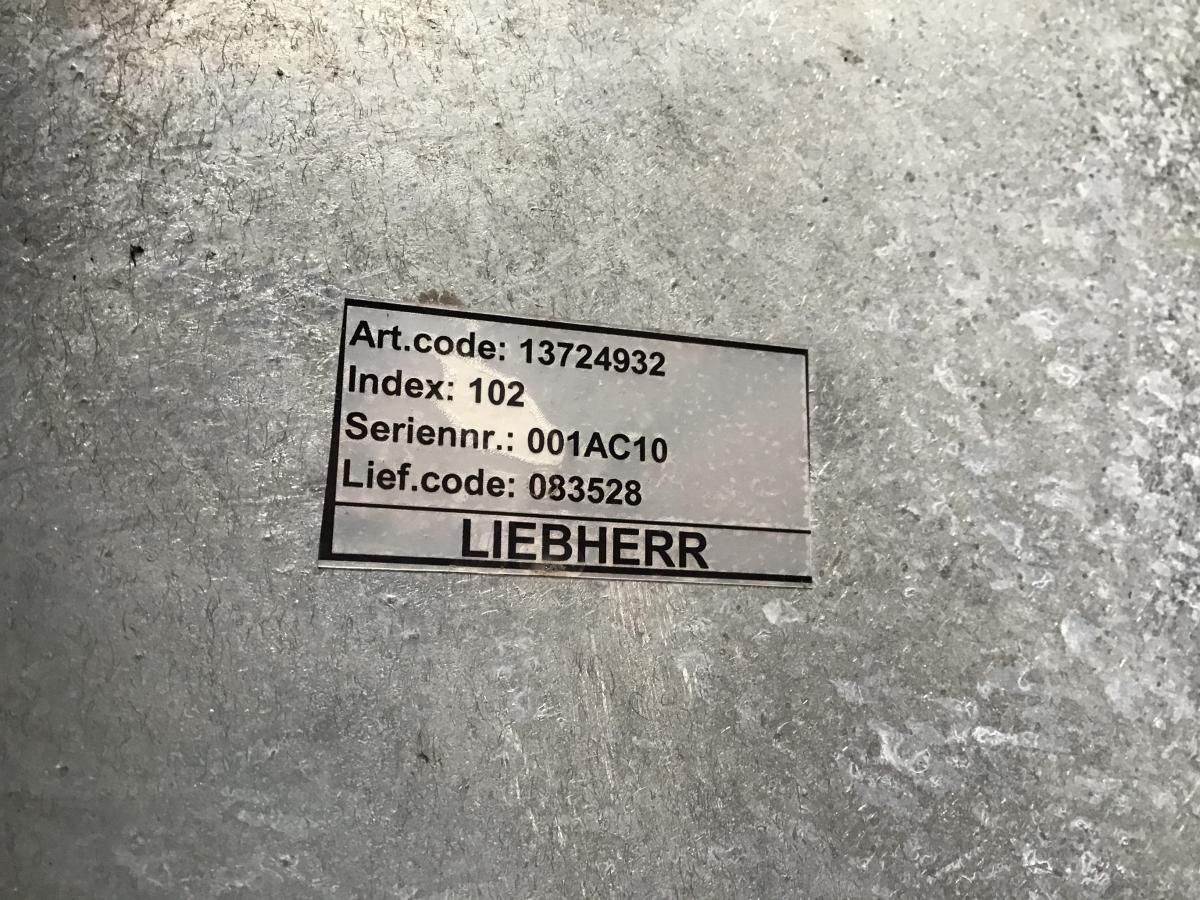 Art.code: 13724932
Index: 102
Seriennr.: 001AC10
Lief.code: 083528
LIEBHERR